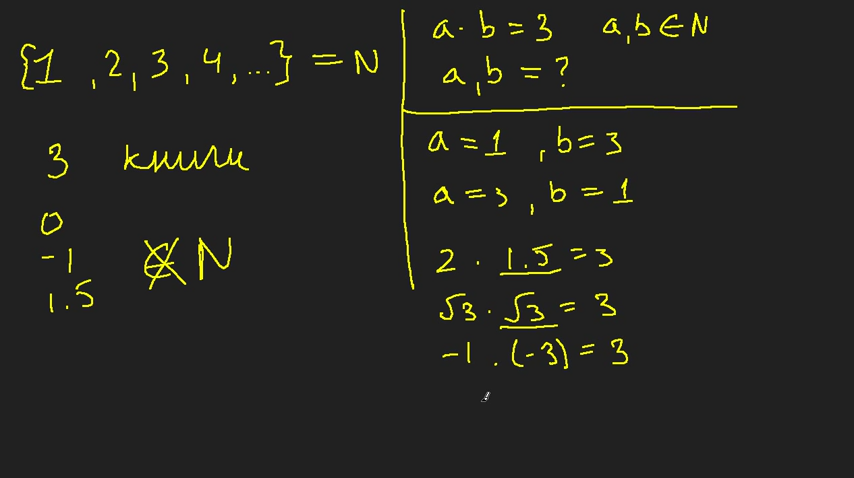 {1, 2, 3, 4, ...} = N
3 книги
0
-1 ∉ N
1.5
a · b = 3 a, b ∈ N
a, b = ?
a = 1, b = 3
a = 3, b = 1
2 · 1.5 = 3
√3 · √3 = 3
-1 · (-3) = 3